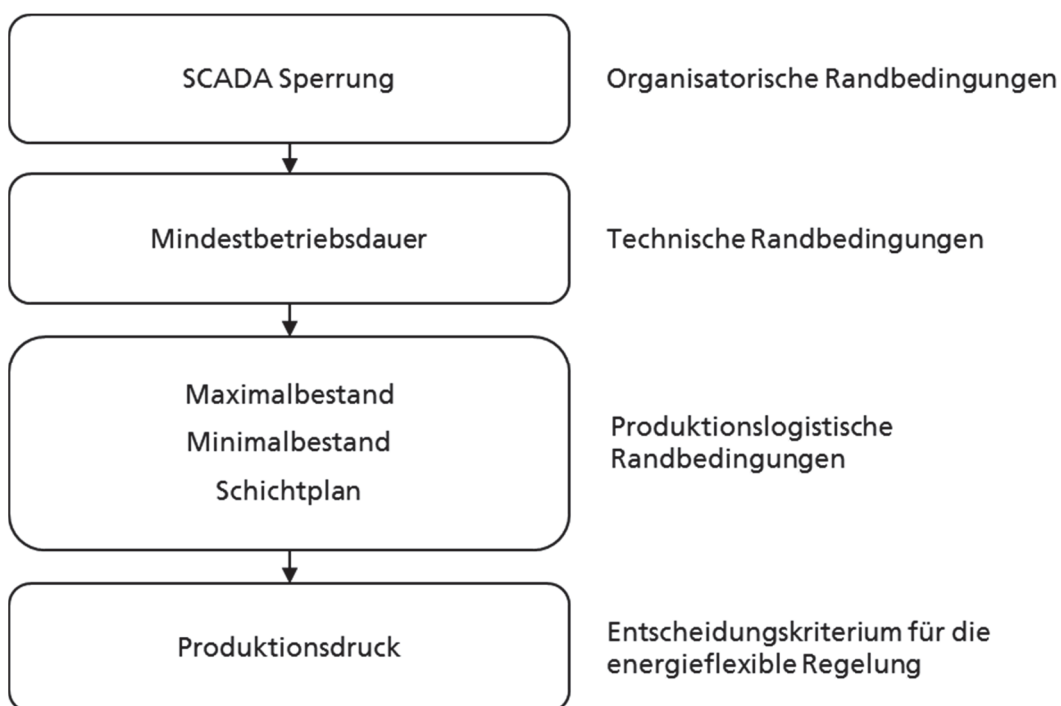 SCADA Sperrung
Organisatorische Randbedingungen
Mindestbetriebsdauer
Technische Randbedingungen
Maximalbestand
Minimalbestand
Schichtplan
Produktionslogistische
Randbedingungen
Produktionsdruck
Entscheidungskriterium für die
energieflexible Regelung